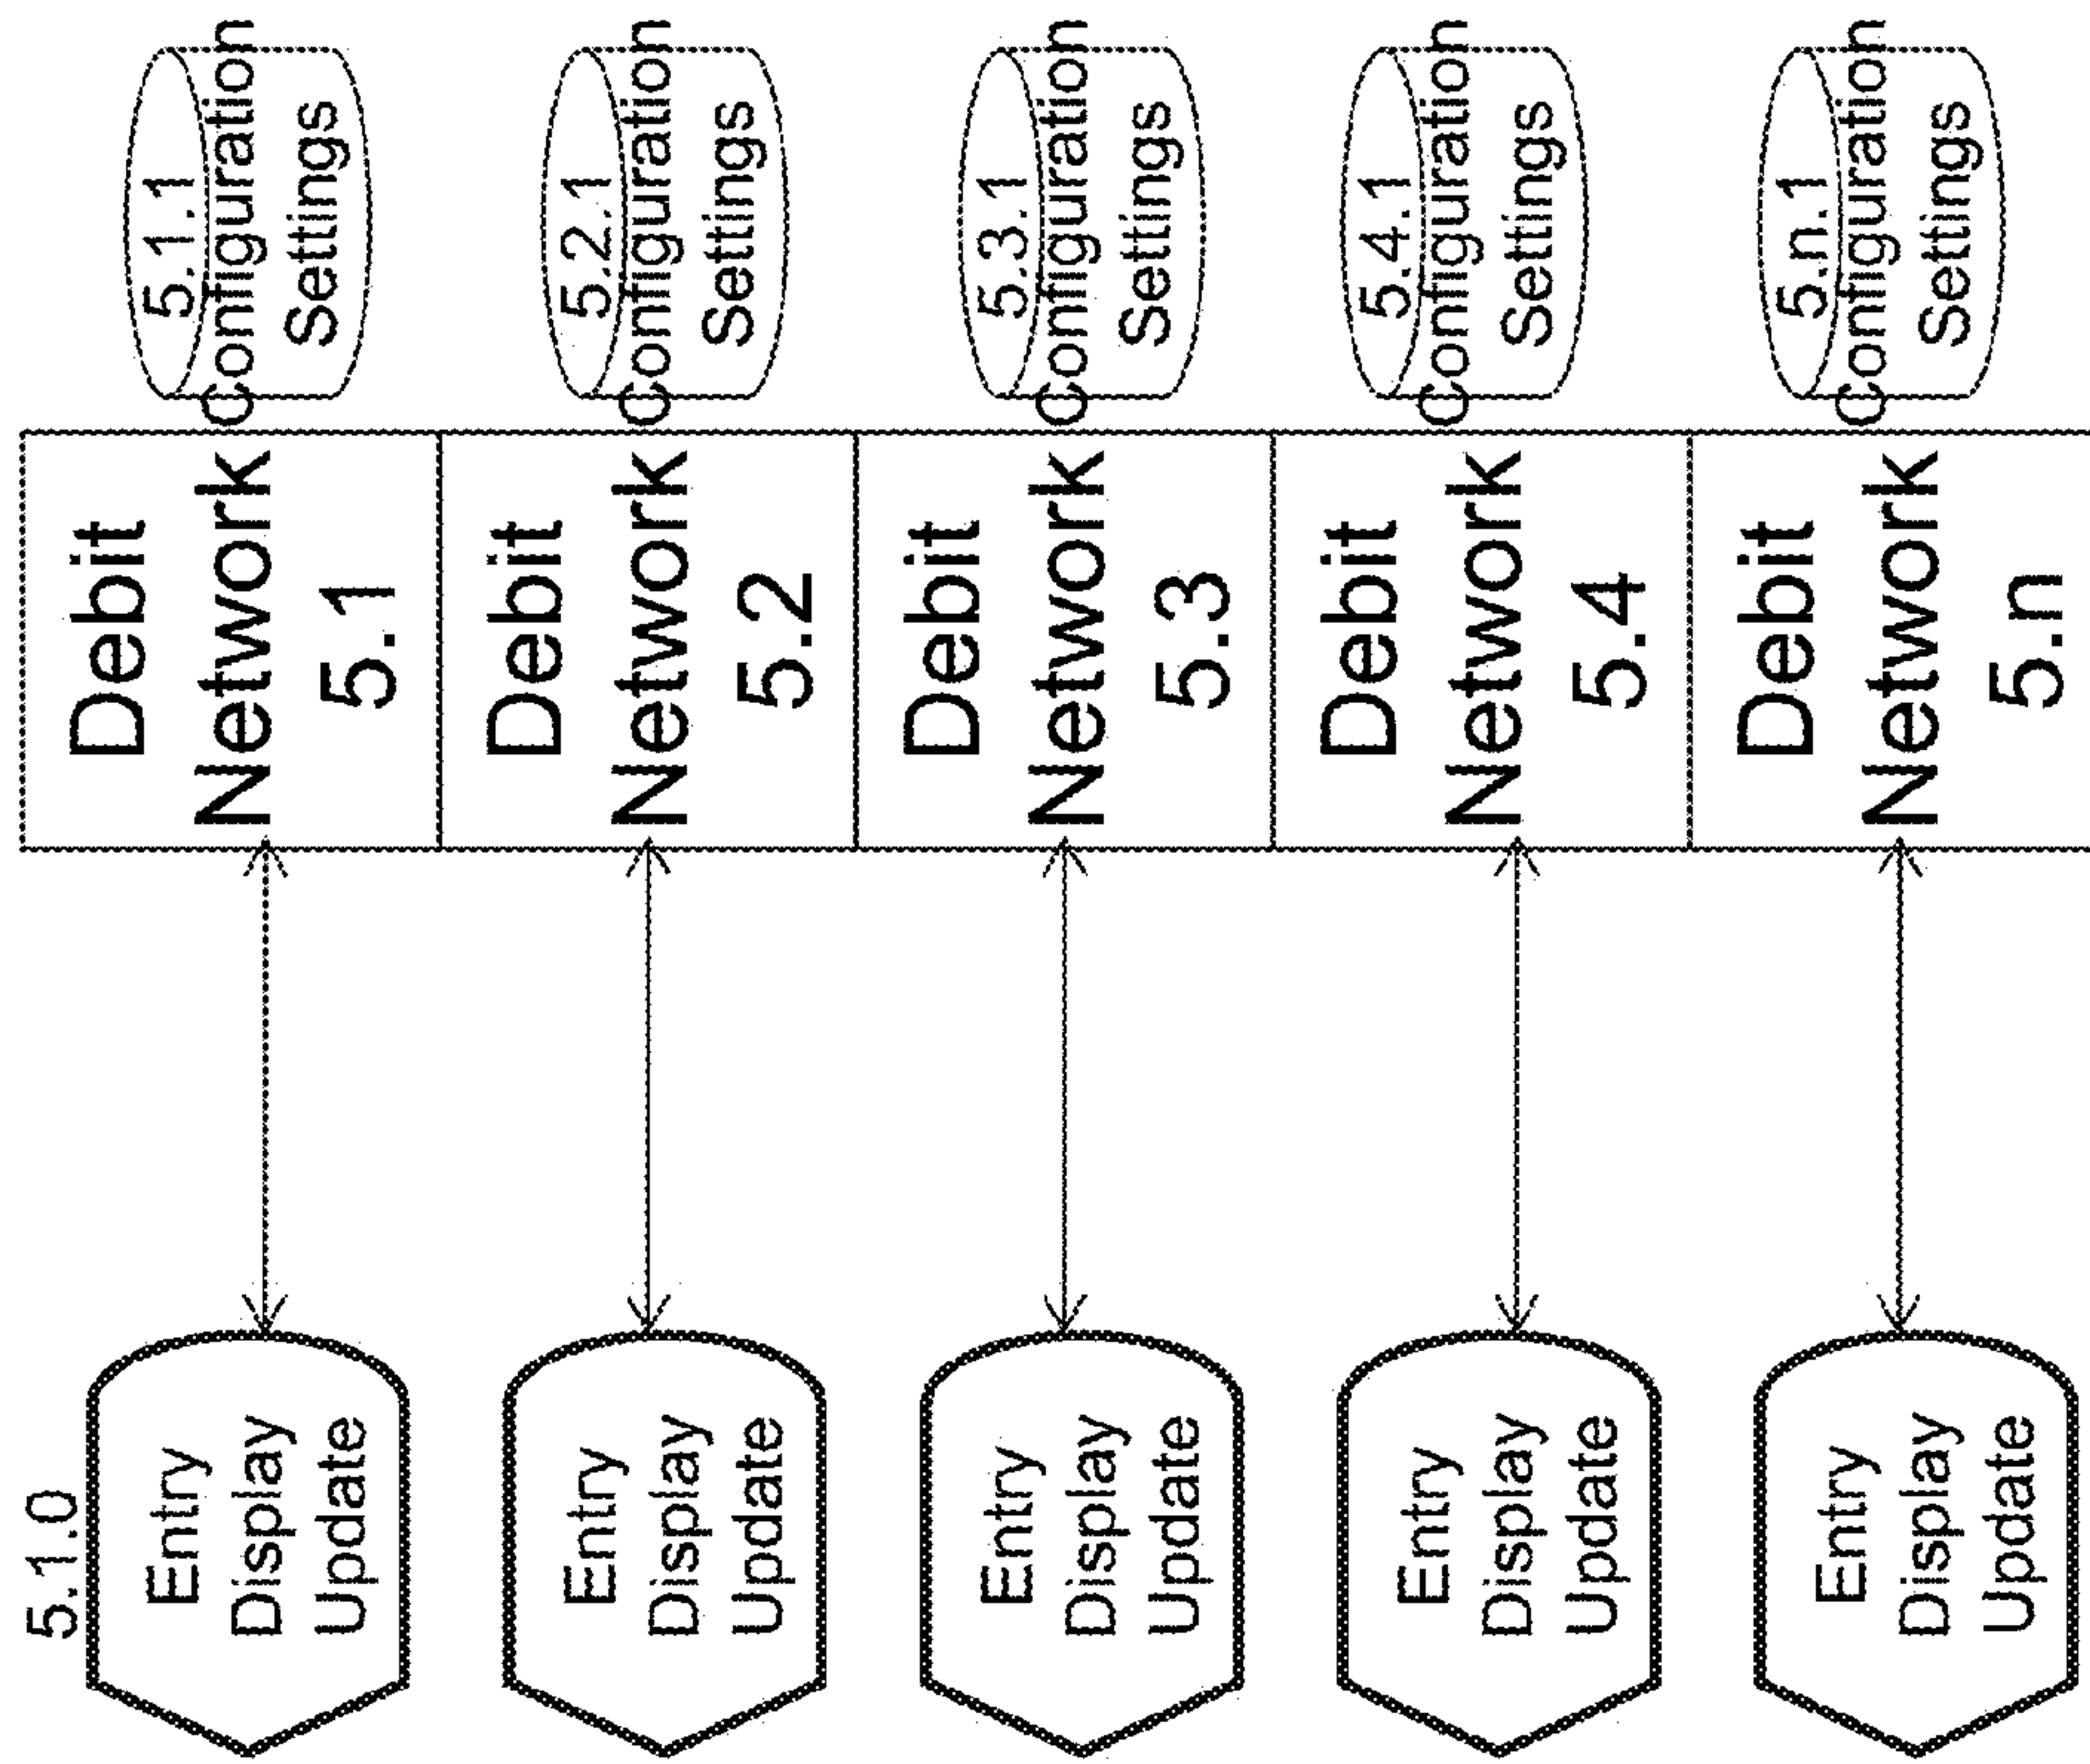 5.1.0
Entry
Display
Update
Debit
Network
5.1
5.1.1
Configuration
Settings
Entry
Display
Update
Debit
Network
5.2
5.2.1
Configuration
Settings
Entry
Display
Update
Debit
Network
5.3
5.3.1
Configuration
Settings
Entry
Display
Update
Debit
Network
5.4
5.4.1
Configuration
Settings
Entry
Display
Update
Debit
Network
5.n
5.n.1
Configuration
Settings